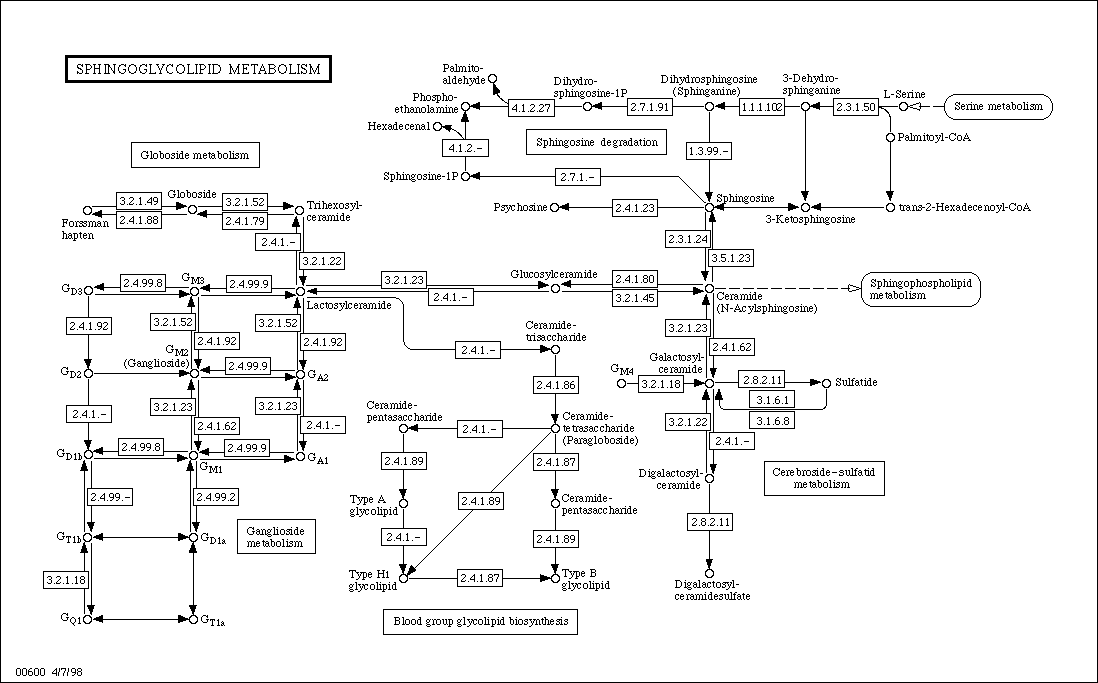 SPHINGOGLYCOLIPID METABOLISM
Palmito-
aldehyde
Dihydro-
sphingosine-1P
Dihydrosphingosine
(Sphinganine)
3-Dehydro-
sphinganine
L-Serine
Serine metabolism
Phospho-
ethanolamine
4.1.2.27
2.7.1.91
1.1.1.102
2.3.1.50
Hexadecenal
Palmitoyl-CoA
4.1.2.-
Sphingosine degradation
1.3.99.-
Globoside metabolism
Sphingosine-1P
2.7.1.-
Globoside
3.2.1.49
3.2.1.52
Trihexosyl-
ceramide
Psychosine
2.4.1.23
Sphingosine
3-Ketosphingosine
trans-2-Hexadecenoyl-CoA
Forssman
hapten
2.4.1.88
2.4.1.79
2.4.1.-
3.2.1.22
2.3.1.24
3.5.1.23
GD3
2.4.99.8
GM3
2.4.99.9
Lactosylceramide
3.2.1.23
2.4.1.-
Glucosylceramide
2.4.1.80
3.2.1.45
Ceramide
(N-Acylsphingosine)
Sphingophospholipid
metabolism
2.4.1.92
3.2.1.52
2.4.1.92
3.2.1.52
2.4.1.92
Ceramide-
trisaccharide
3.2.1.23
2.4.1.62
GM2
(Ganglioside)
2.4.1.-
GD2
2.4.99.9
GA2
2.4.1.86
Galactosyl-
ceramide
GM4
3.2.1.18
2.8.2.11
Sulfatide
3.1.6.1
3.1.6.8
2.4.1.-
3.2.1.23
2.4.1.62
3.2.1.23
2.4.1.-
Ceramide-
pentasaccharide
2.4.1.-
Ceramide-
tetrasaccharide
(Paragloboside)
3.2.1.22
2.4.1.-
GD1b
2.4.99.8
GM1
2.4.99.9
GA1
2.4.1.89
2.4.1.87
Digalactosyl-
ceramide
Cerebroside-sulfatid
metabolism
2.4.99.-
2.4.99.2
Type A
glycolipid
2.4.1.89
Ceramide-
pentasaccharide
2.8.2.11
GT1b
GD1a
Ganglioside
metabolism
2.4.1.-
2.4.1.89
3.2.1.18
Type H1
glycolipid
2.4.1.87
Type B
glycolipid
Digalactosyl-
ceramidesulfate
GQ1
GT1a
Blood group glycolipid biosynthesis
00600 4/7/98